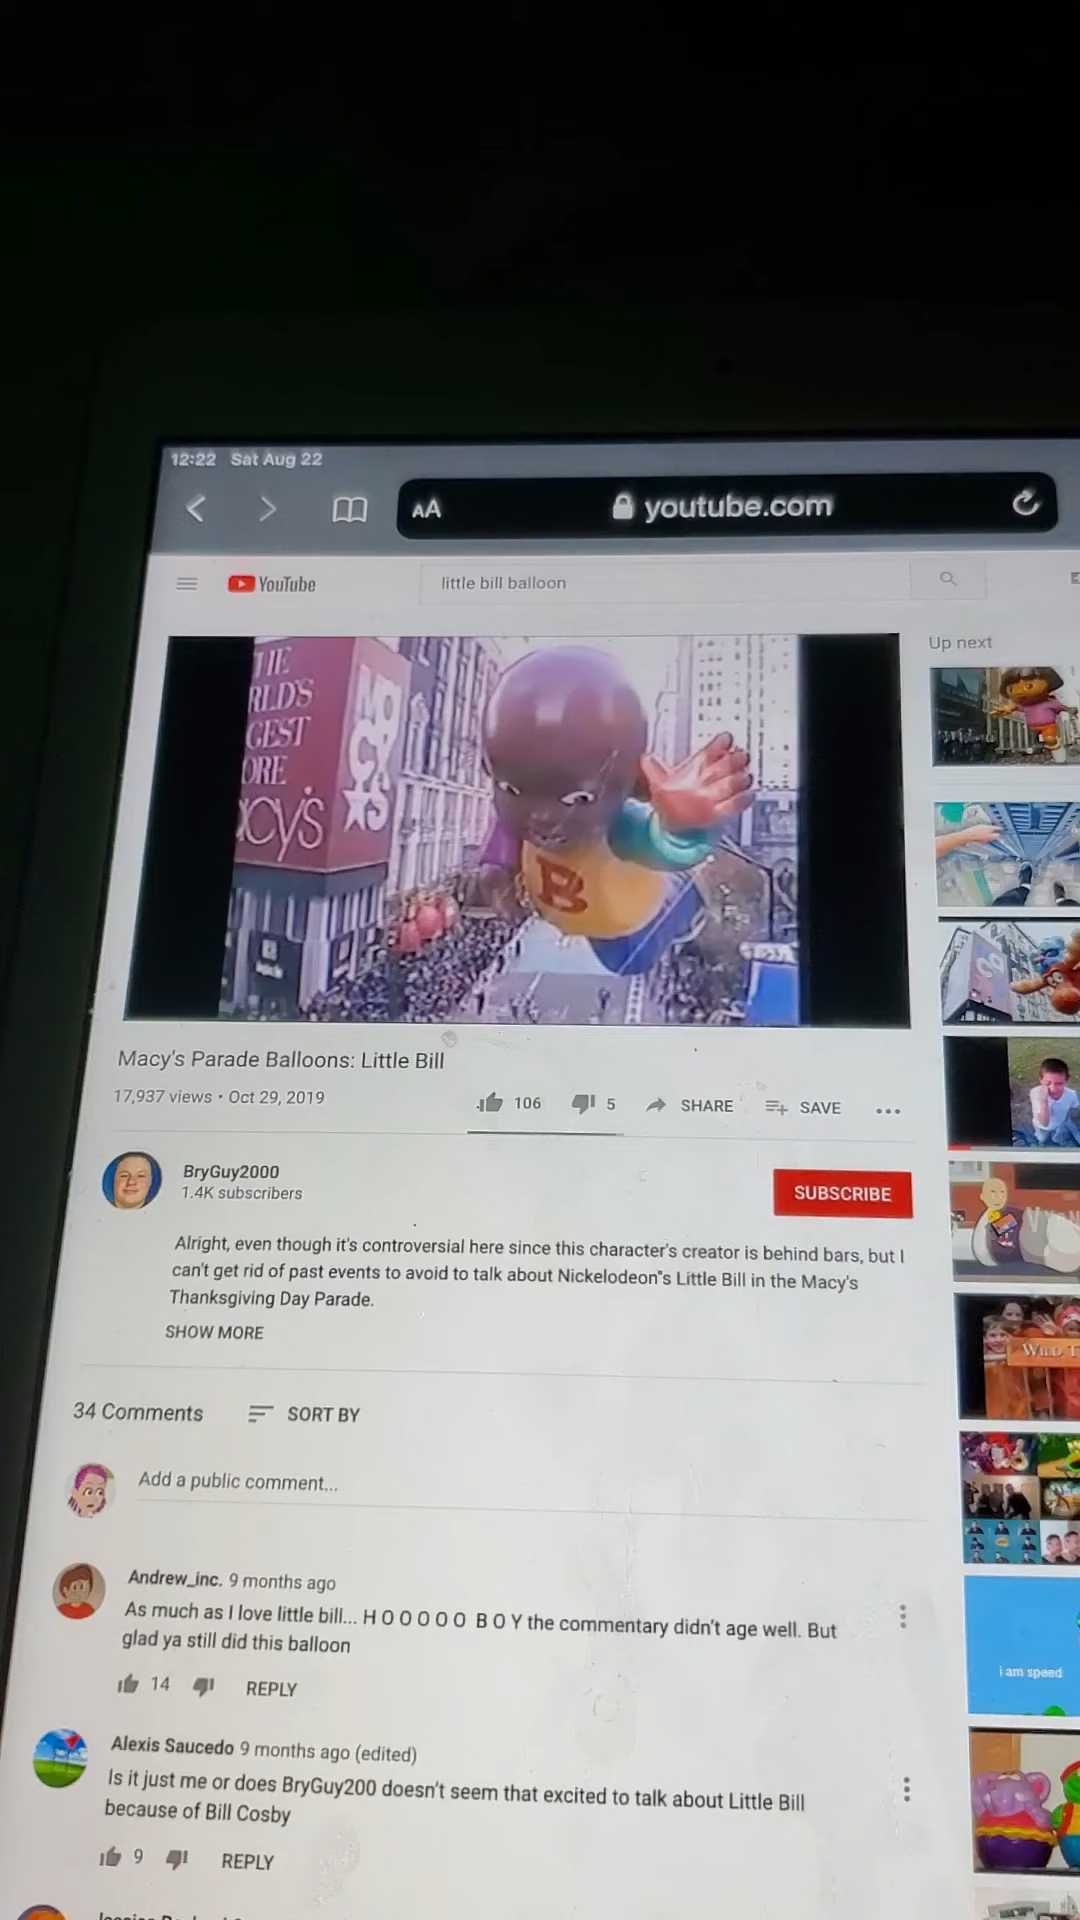 12:22 Sat Aug 22
AA
youtube.com
YouTube
little bill balloon
Up next
RLD'S
GEST
ORE
B
Macy's Parade Balloons: Little Bill
17,937 views • Oct 29, 2019
106
5
SHARE
SAVE
BryGuy2000
1.4K subscribers
SUBSCRIBE
Alright, even though it's controversial here since this character's creator is behind bars, but I
can't get rid of past events to avoid to talk about Nickelodeon"s Little Bill in the Macy's
Thanksgiving Day Parade.
SHOW MORE
WILD T
34 Comments
SORT BY
Add a public comment...
Andrew_inc. 9 months ago
As much as I love little bill... H O O O O O B O Y the commentary didn't age well. But
glad ya still did this balloon
14
REPLY
i am speed
Alexis Saucedo 9 months ago (edited)
Is it just me or does BryGuy200 doesn't seem that excited to talk about Little Bill
because of Bill Cosby
9
REPLY